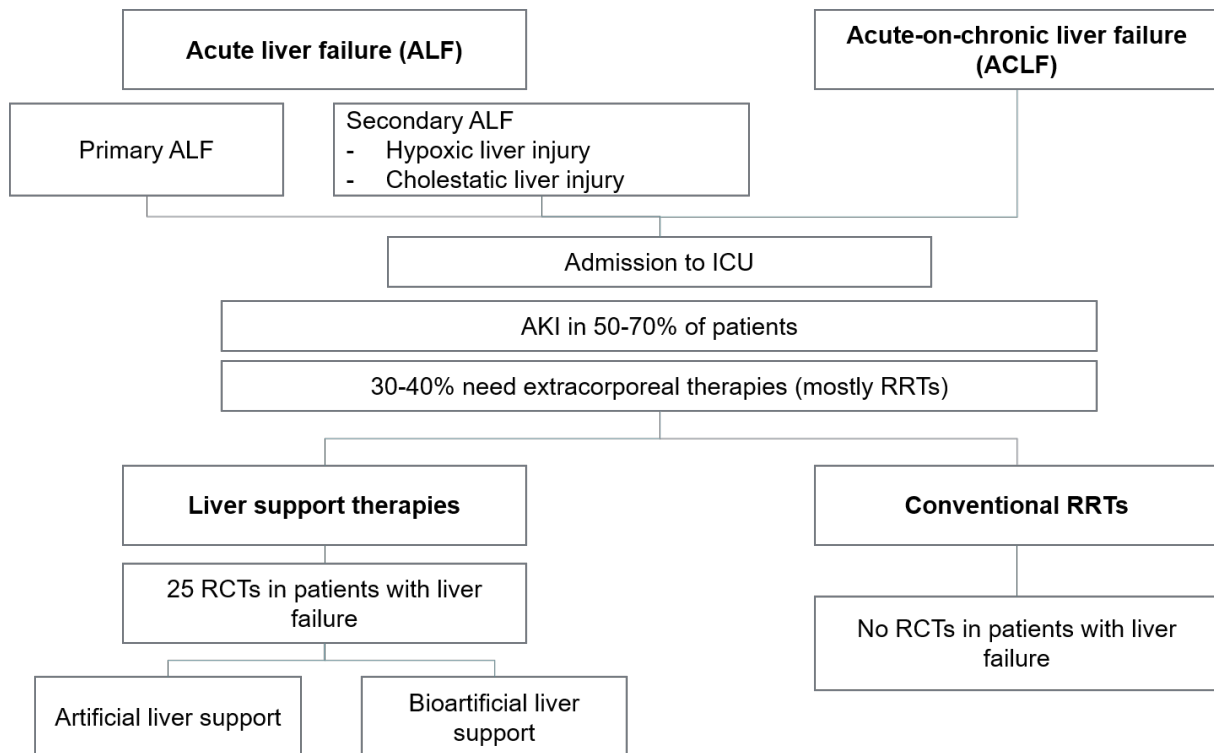 Acute liver failure (ALF)
Acute-on-chronic liver failure
(ACLF)
Primary ALF
Secondary ALF
- Hypoxic liver injury
- Cholestatic liver injury
Admission to ICU
AKI in 50-70% of patients
30-40% need extracorporeal therapies (mostly RRTs)
Liver support therapies
Conventional RRTs
25 RCTs in patients with liver
failure
No RCTs in patients with liver
failure
Artificial liver support
Bioartificial liver
support